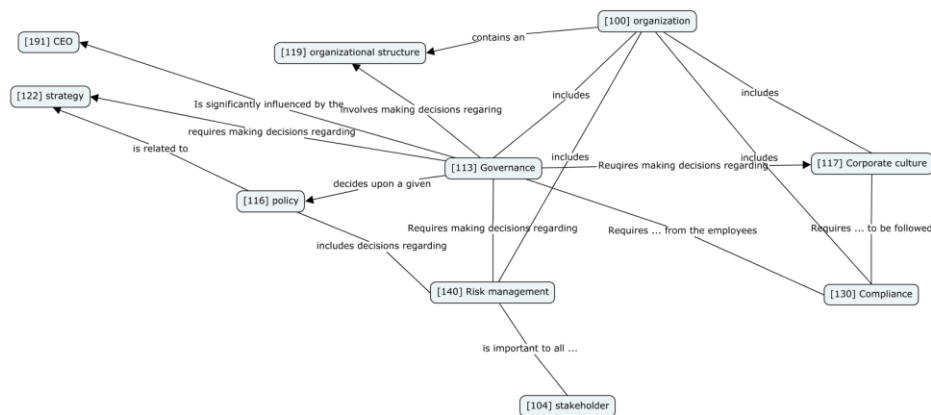 [100] organization
[191] CEO
contains an
[119] organizational structure
[122] strategy
includes
includes
Is significantly influenced by the
involves making decisions regaring
requires making decisions regarding
is related to
includes
includes
[113] Governance
Reuqires making decisions regarding
[117] Corporate culture
decides upon a given
[116] policy
Requires making decisions regarding
Requires ... from the employees
Requires ... to be followed
includes decisions regarding
[140] Risk management
[130] Compliance
is important to all ...
[104] stakeholder